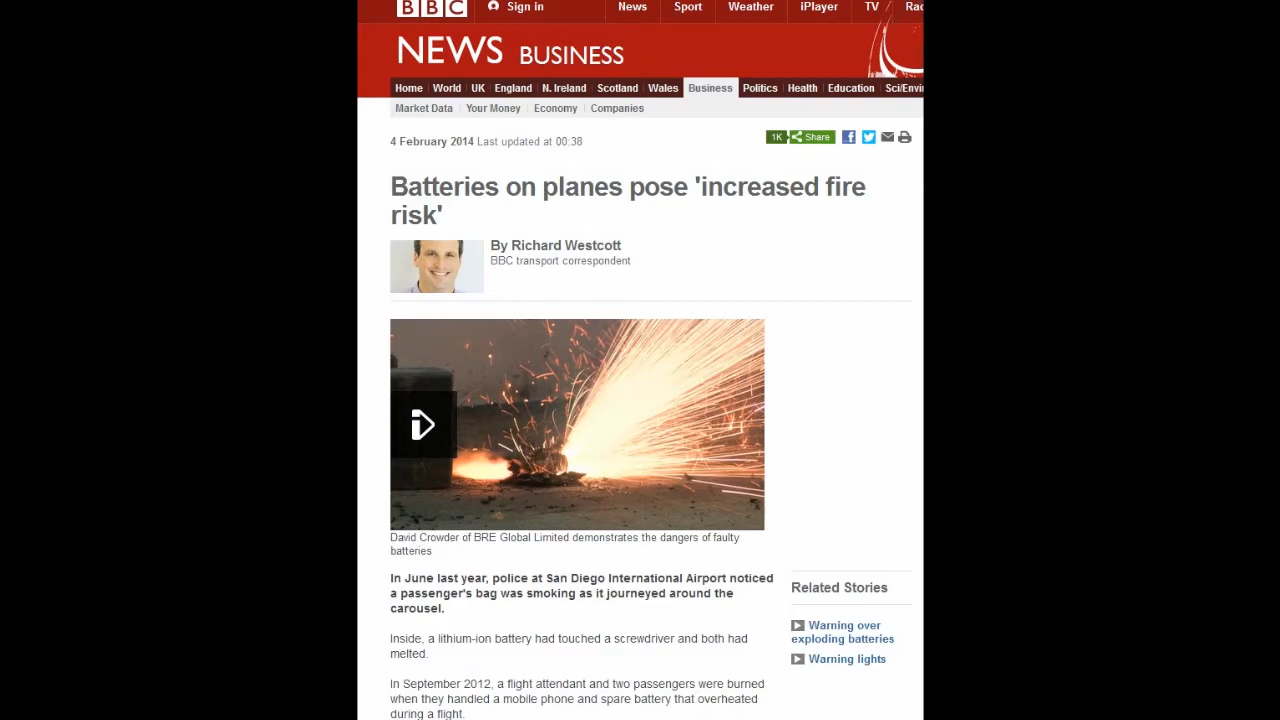 BBC Sign in News Sport Weather iPlayer TV
NEWS BUSINESS
Home World UK England N. Ireland Scotland Wales Business Politics Health Education Sci/Envi
Market Data Your Money Economy Companies
4 February 2014 Last updated at 00:38
1K Share
Batteries on planes pose 'increased fire
risk'
By Richard Westcott
BBC transport correspondent
David Crowder of BRE Global Limited demonstrates the dangers of faulty
batteries
In June last year, police at San Diego International Airport noticed
a passenger's bag was smoking as it journeyed around the
carousel.
Inside, a lithium-ion battery had touched a screwdriver and both had
melted.
In September 2012, a flight attendant and two passengers were burned
when they handled a mobile phone and spare battery that overheated
during a flight.
Related Stories
Warning over
exploding batteries
Warning lights